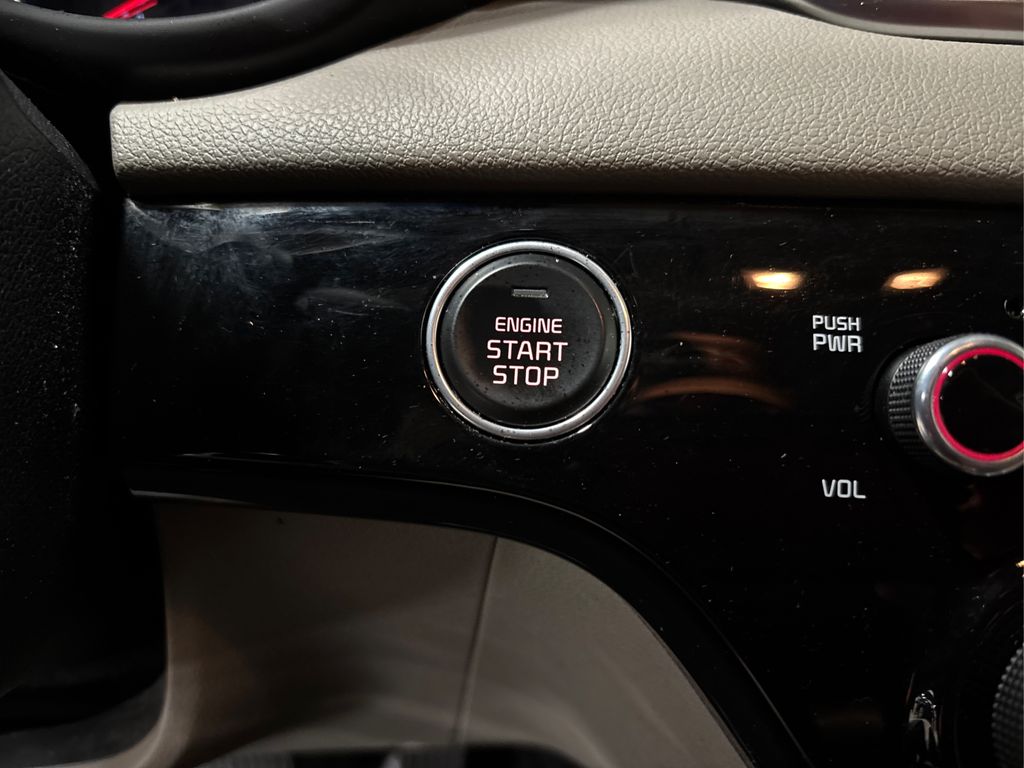 ENGINE
START
STOP
PUSH
PWR
VOL